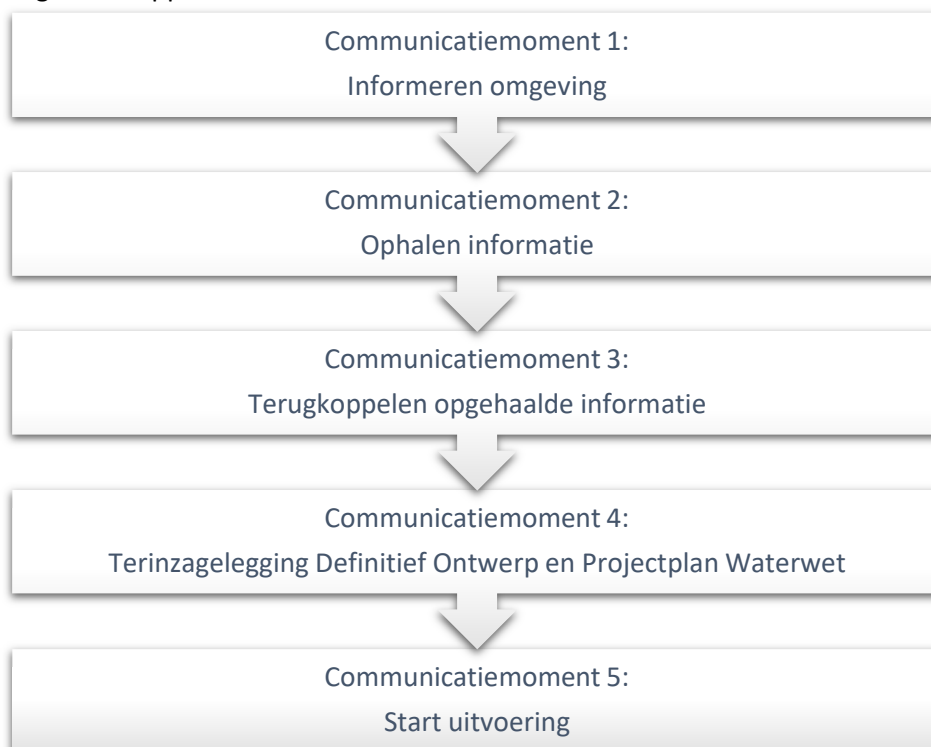 Communicatiemoment 1:
Informeren omgeving
Communicatiemoment 2:
Ophalen informatie
Communicatiemoment 3:
Terugkoppelen opgehaalde informatie
Communicatiemoment 4:
Terinzagelegging Definitief Ontwerp en Projectplan Waterwet
Communicatiemoment 5:
Start uitvoering